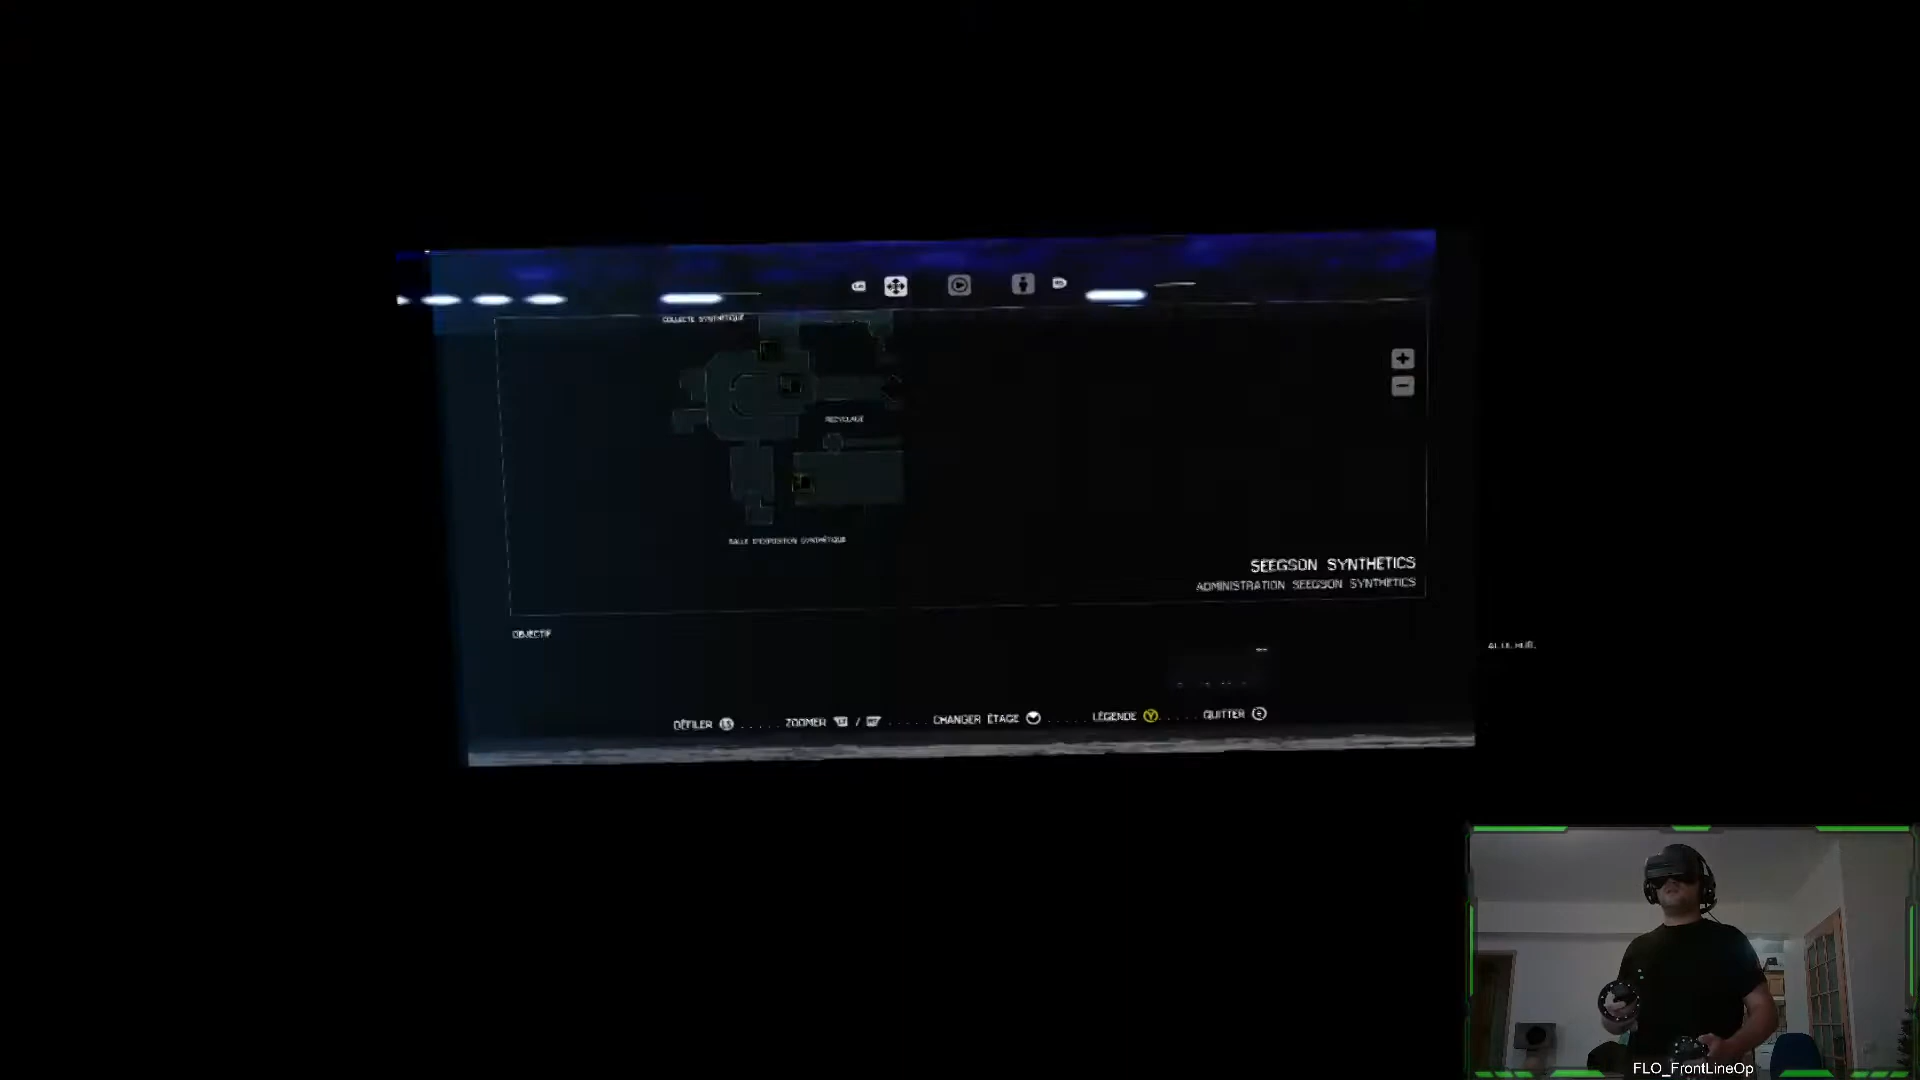 COLLECTE SYNTHÉTIQUE
RECYCLAGE
SALLE D'EXPOSITION SYNTHÉTIQUE
SEEGSON SYNTHETICS
ADMINISTRATION SEEGSON SYNTHETICS
OBJECTIF
DÉFILER LS ..... ZOOMER / ..... CHANGER ÉTAGE ..... LÉGENDE Y ..... QUITTER
FLO_FrontLineOp